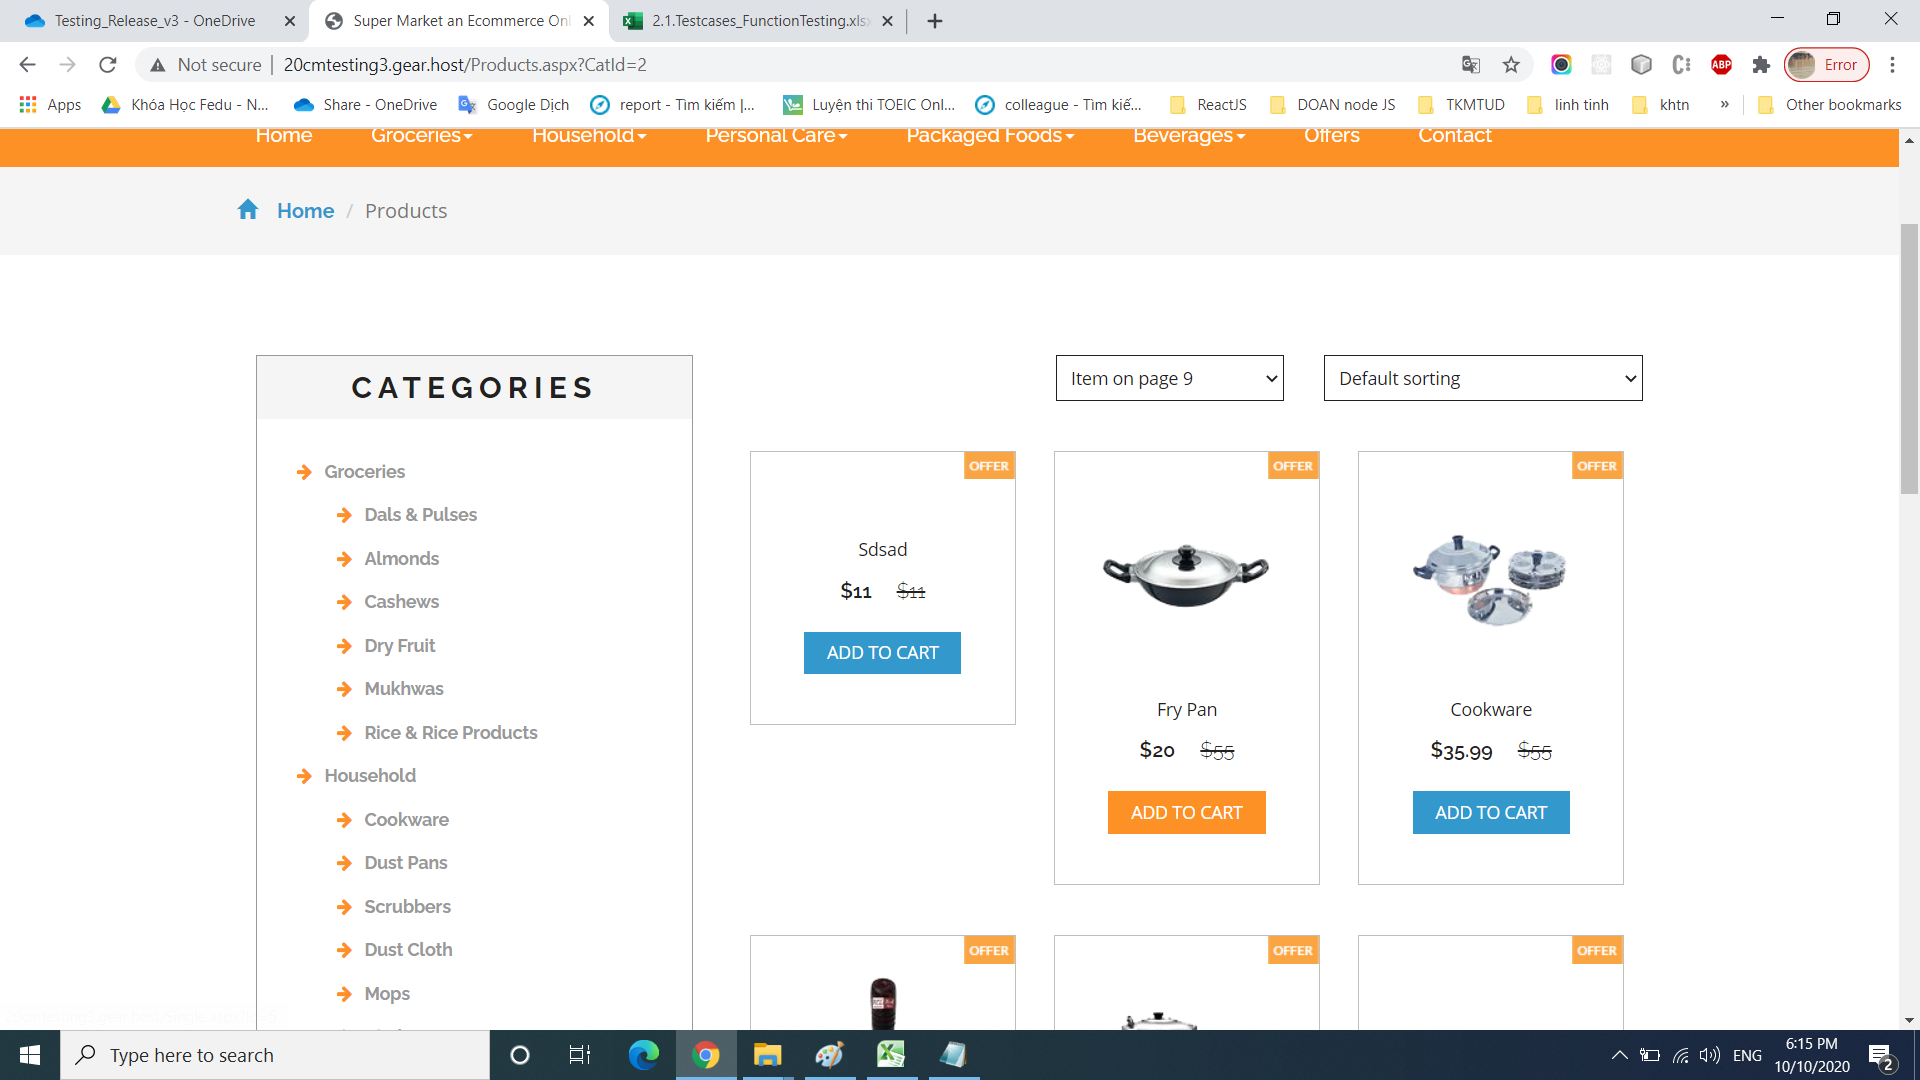 Testing_Release_v3 - OneDrive
Super Market an Ecommerce Onl
2.1.Testcases_FunctionTesting.xlsx
Not secure
20cmtesting3.gear.host/Products.aspx?CatId=2
ABP
Error
Apps
Khóa Học Fedu - N...
Share - OneDrive
Google Dịch
report - Tìm kiếm |...
Luyện thi TOEIC Onl...
colleague - Tìm kiế...
ReactJS
DOAN node JS
TKMTUD
linh tinh
khtn
»
Other bookmarks
Home
Groceries
Household
Personal Care
Packaged Foods
Beverages
Offers
Contact
Home / Products
CATEGORIES
Item on page 9
Default sorting
Groceries
Dals & Pulses
Almonds
Cashews
Dry Fruit
Mukhwas
Rice & Rice Products
Household
Cookware
Dust Pans
Scrubbers
Dust Cloth
Mops
OFFER
Sdsad
$11 $11
ADD TO CART
OFFER
Fry Pan
$20 $55
ADD TO CART
OFFER
Cookware
$35.99 $55
ADD TO CART
OFFER
OFFER
OFFER
Type here to search
ENG
6:15 PM
10/10/2020
2